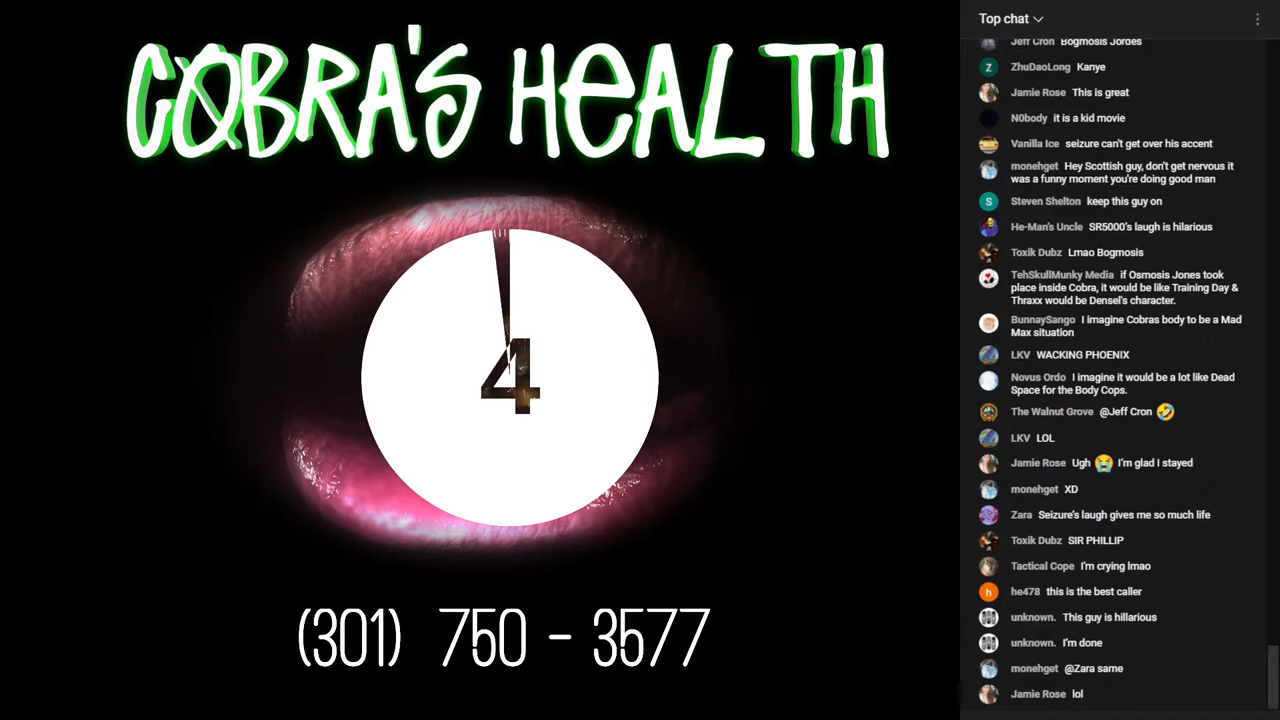 CØBRA'S HEALTH
4
(301) 750 - 3577
Top chat
Jeff Cron Bogmosis Jordes
ZhuDaoLong Kanye
Jamie Rose This is great
N0body it is a kid movie
Vanilla Ice seizure can't get over his accent
monehget Hey Scottish guy, don't get nervous it
was a funny moment you're doing good man
S Steven Shelton keep this guy on
He-Man's Uncle SR5000's laugh is hilarious
Toxik Dubz Lmao Bogmosis
TehSkullMunky Media if Osmosis Jones took
place inside Cobra, it would be like Training Day &
Thraxx would be Densel's character.
BunnaySango I imagine Cobras body to be a Mad
Max situation
LKV WACKING PHOENIX
Novus Ordo I imagine it would be a lot like Dead
Space for the Body Cops.
The Walnut Grove @Jeff Cron 🤣
LKV LOL
Jamie Rose Ugh 😭 I'm glad I stayed
monehget XD
Zara Seizure's laugh gives me so much life
Toxik Dubz SIR PHILLIP
Tactical Cope I'm crying lmao
h he478 this is the best caller
unknown. This guy is hillarious
unknown. I'm done
monehget @Zara same
Jamie Rose lol